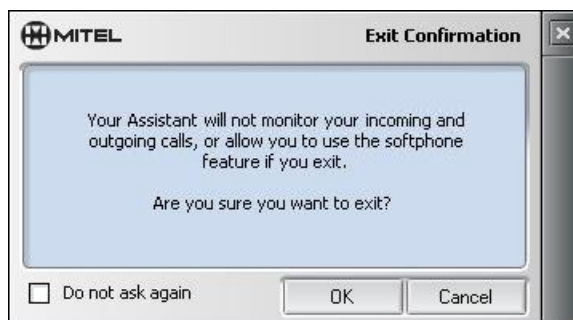 MITEL
Exit Confirmation
Your Assistant will not monitor your incoming and
outgoing calls, or allow you to use the softphone
feature if you exit.
Are you sure you want to exit?
Do not ask again
OK
Cancel